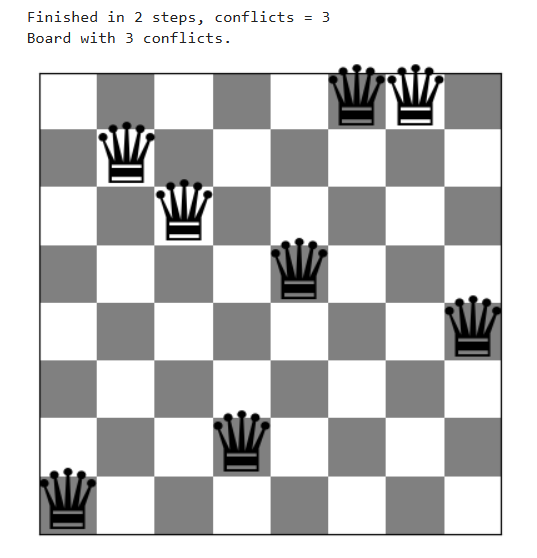 Finished in 2 steps, conflicts = 3
Board with 3 conflicts.